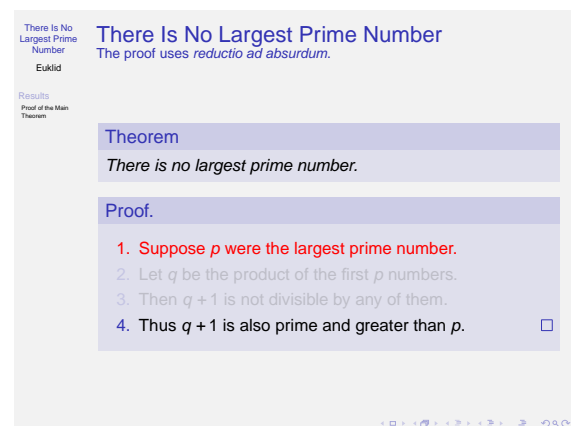 There Is No
Largest Prime
Number
Euklid
Results
Proof of the Main
Theorem
There Is No Largest Prime Number
The proof uses reductio ad absurdum.
Theorem
There is no largest prime number.
Proof.
1. Suppose p were the largest prime number.
2. Let q be the product of the first p numbers.
3. Then q + 1 is not divisible by any of them.
4. Thus q + 1 is also prime and greater than p. □